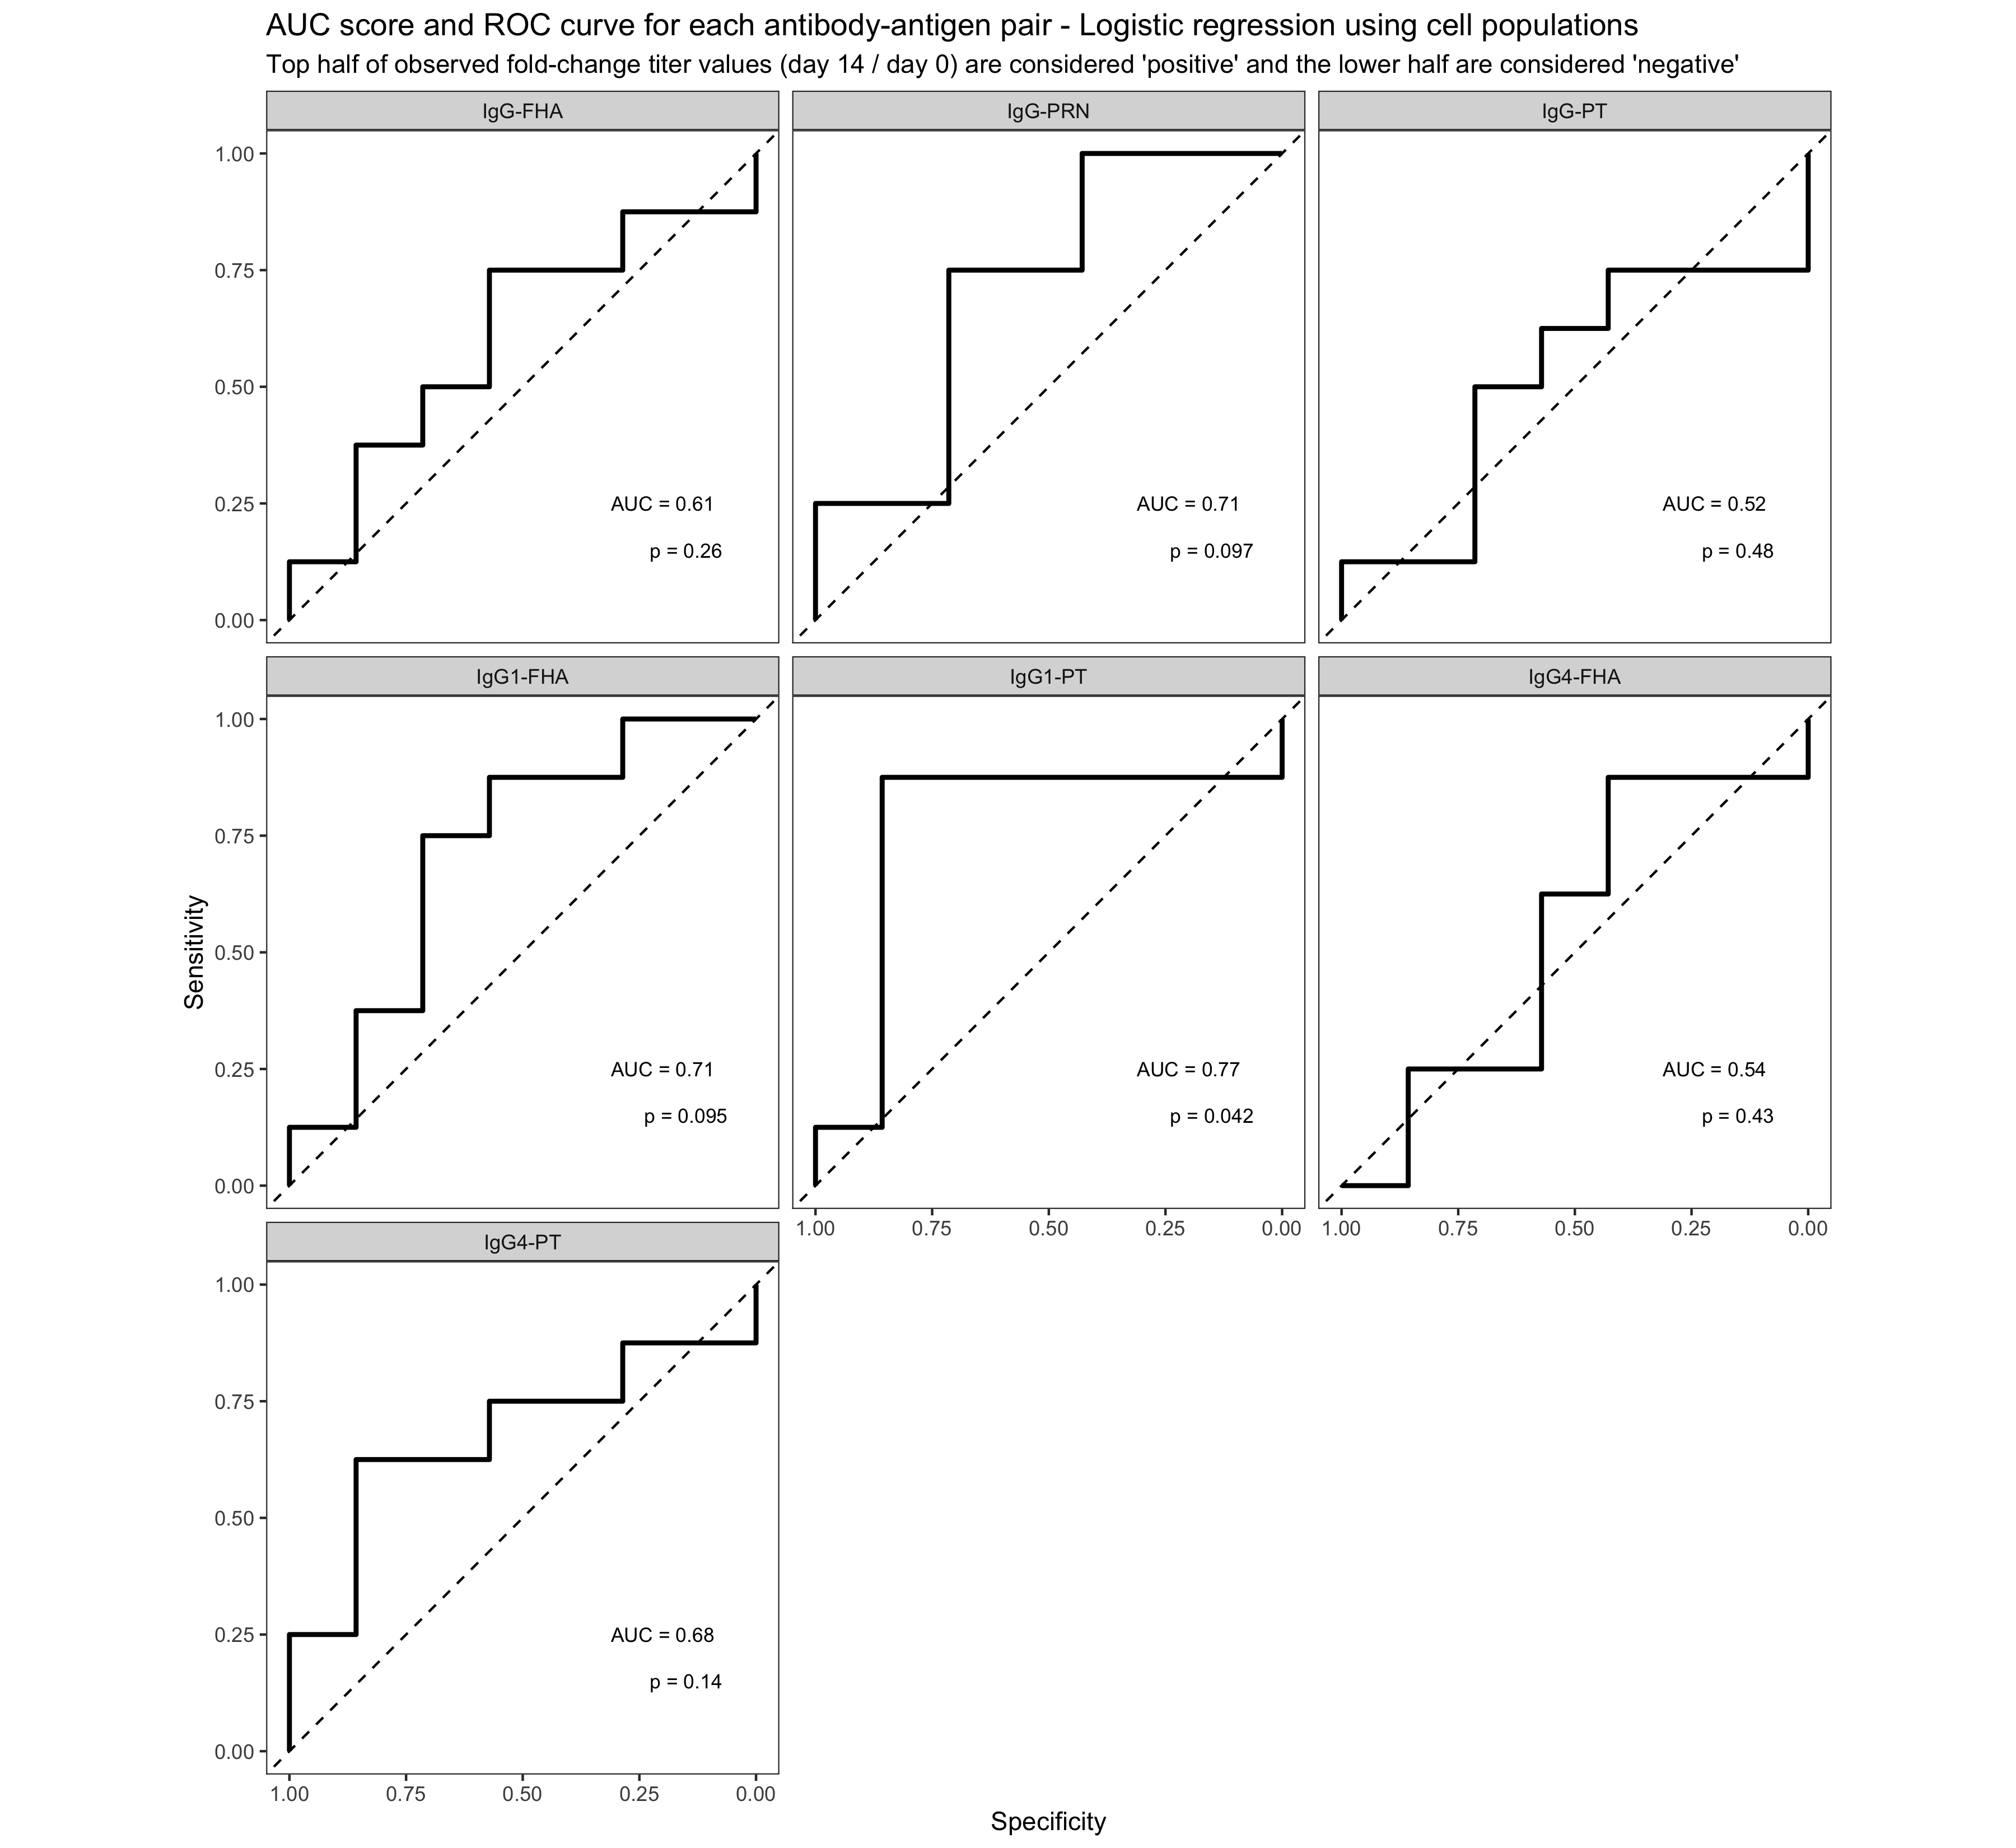 AUC score and ROC curve for each antibody-antigen pair - Logistic regression using cell populations
Top half of observed fold-change titer values (day 14 / day 0) are considered 'positive' and the lower half are considered 'negative'
IgG-FHA
IgG-PRN
IgG-PT
1.00
0.75
0.50
0.25
0.00
AUC = 0.61
p = 0.26
AUC = 0.71
p = 0.097
AUC = 0.52
p = 0.48
IgG1-FHA
IgG1-PT
IgG4-FHA
Sensitivity
1.00
0.75
0.50
0.25
0.00
AUC = 0.71
p = 0.095
AUC = 0.77
p = 0.042
AUC = 0.54
p = 0.43
1.00 0.75 0.50 0.25 0.00
1.00 0.75 0.50 0.25 0.00
IgG4-PT
1.00
0.75
0.50
0.25
0.00
AUC = 0.68
p = 0.14
1.00 0.75 0.50 0.25 0.00
Specificity